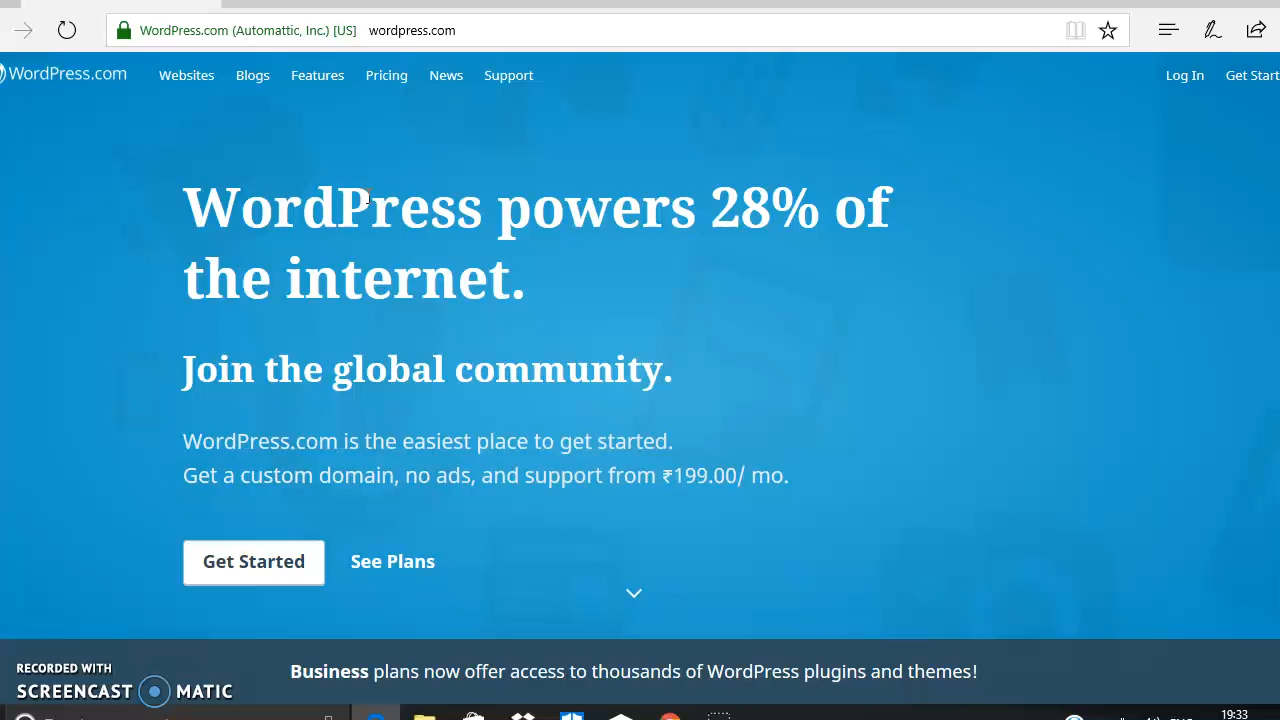 WordPress.com (Automattic, Inc.) [US] wordpress.com
WordPress.com Websites Blogs Features Pricing News Support Log In Get Start
WordPress powers 28% of
the internet.
Join the global community.
WordPress.com is the easiest place to get started.
Get a custom domain, no ads, and support from ₹199.00/ mo.
Get Started See Plans
Business plans now offer access to thousands of WordPress plugins and themes!
RECORDED WITH
SCREENCAST MATIC
19:33